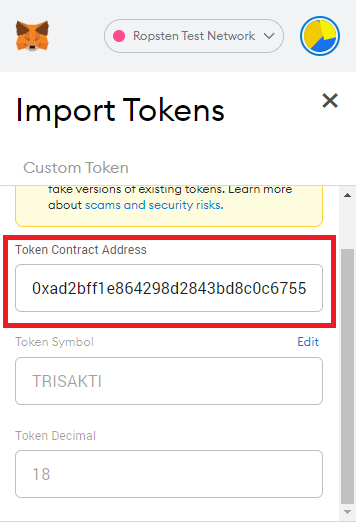 Ropsten Test Network
Import Tokens
Custom Token
fake versions of existing tokens. Learn more
about scams and security risks.
Token Contract Address
0xad2bff1e864298d2843bd8c0c6755
Token Symbol
Edit
TRISAKTI
Token Decimal
18